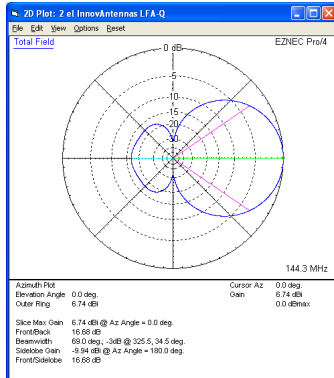 2D Plot: 2 el InnovAntennas LFA-Q
File Edit View Options Reset
Total Field
EZNEC Pro/4
0 dB
-5
-10
-15
-20
-30
144.3 MHz
Azimuth Plot
Elevation Angle 0.0 deg.
Outer Ring 6.74 dBi
Cursor Az 0.0 deg.
Gain 6.74 dBi
0.0 dBmax
Slice Max Gain 6.74 dBi @ Az Angle = 0.0 deg.
Front/Back 16.68 dB
Beamwidth 69.0 deg.; -3dB @ 325.5, 34.5 deg.
Sidelobe Gain -9.94 dBi @ Az Angle = 180.0 deg.
Front/Sidelobe 16.68 dB